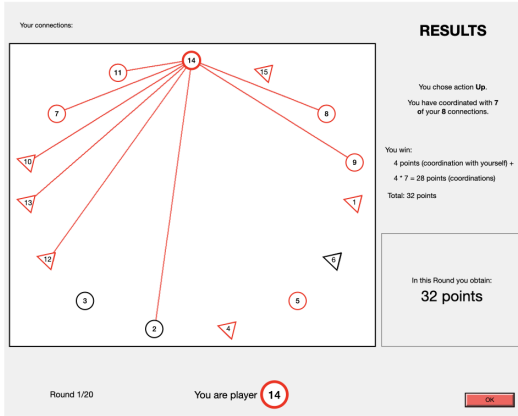 Your connections:
RESULTS
14
11
15
7
8
10
9
13
1
12
6
3
5
2
4
You chose action Up.
You have coordinated with 7
of your 8 connections.
You win:
4 points (coordination with yourself) +
4 * 7 = 28 points (coordinations)
Total: 32 points
In this Round you obtain:
32 points
Round 1/20
You are player 14
OK